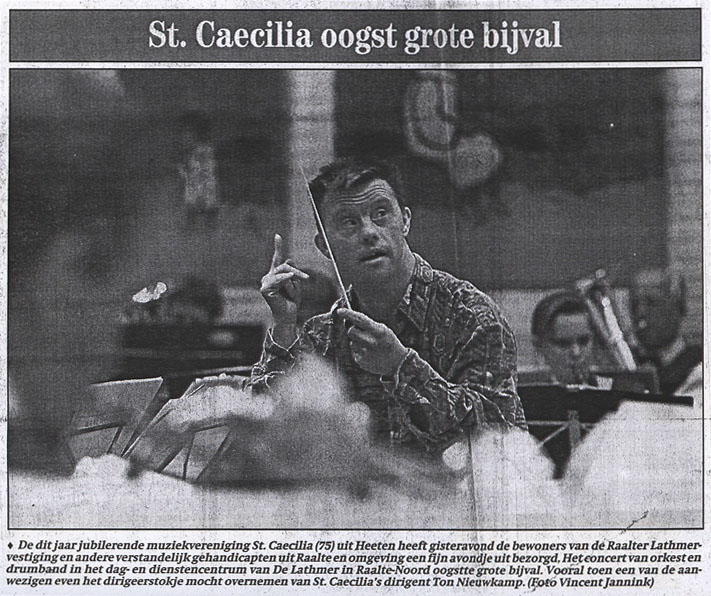 St. Caecilia oogst grote bijval
♦ De dit jaar jubilerende muziekvereniging St. Caecilia (75) uit Heeten heeft gisteravond de bewoners van de Raalter Lathmer-
vestiging en andere verstandelijk gehandicapten uit Raalte en omgeving een fijn avondje uit bezorgd. Het concert van orkest en
drumband in het dag- en dienstencentrum van De Lathmer in Raalte-Noord oogstte grote bijval. Vooral toen een van de aan-
wezigen even het dirigeerstokje mocht overnemen van St. Caecilia's dirigent Ton Nieuwkamp. (Foto Vincent Jannink)